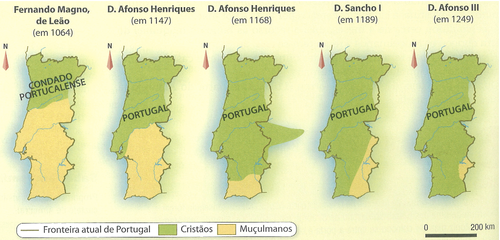 Fernando Magno,
de Leão
(em 1064)
D. Afonso Henriques
(em 1147)
D. Afonso Henriques
(em 1168)
D. Sancho I
(em 1189)
D. Afonso III
(em 1249)
N
N
N
N
N
CONDADO
PORTUCALENSE
PORTUGAL
PORTUGAL
PORTUGAL
PORTUGAL
Fronteira atual de Portugal
Cristãos
Muçulmanos
0 200 km